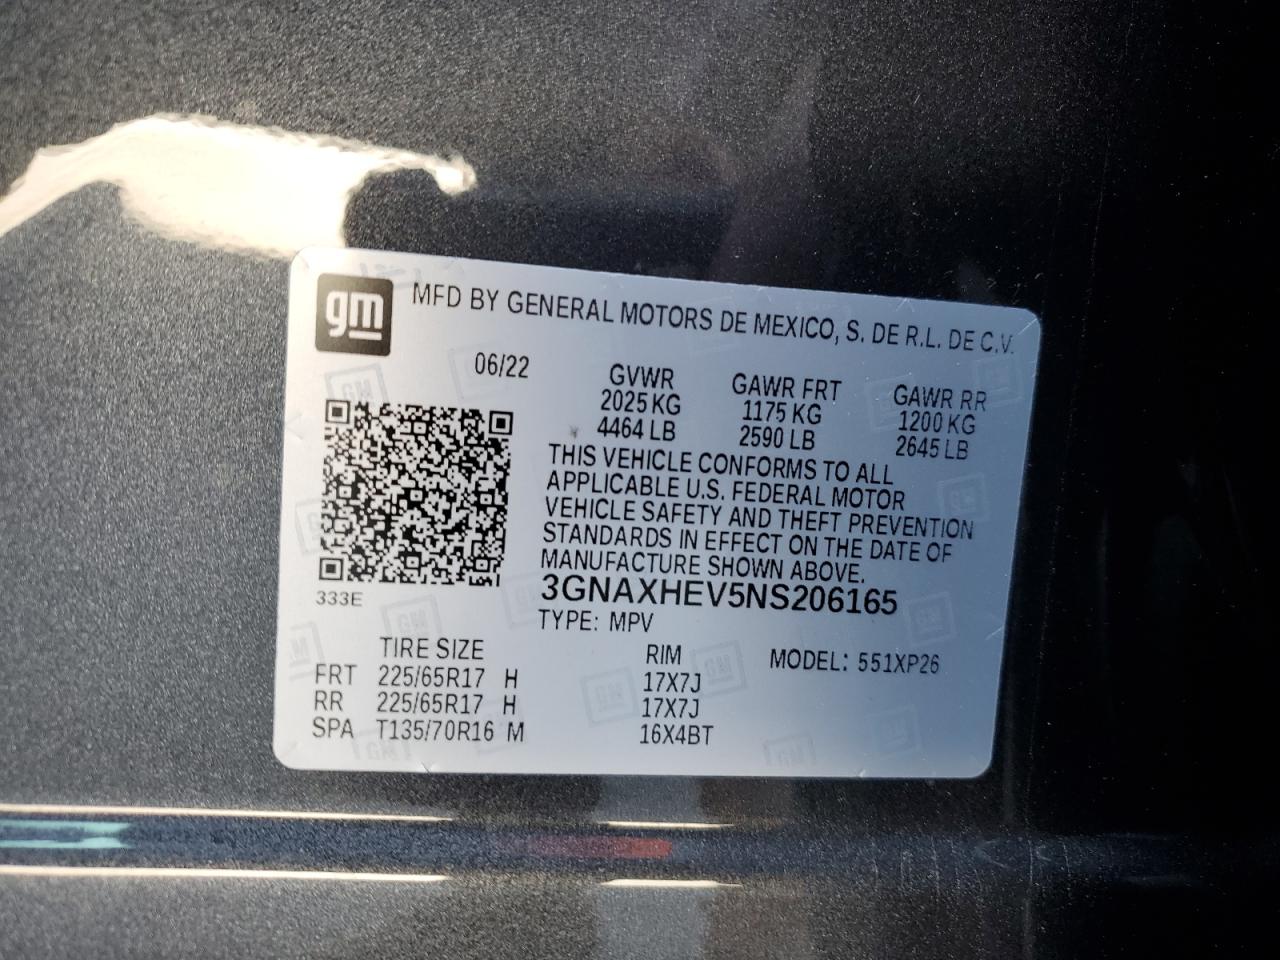 gm MFD BY GENERAL MOTORS DE MEXICO, S. DE R.L. DE C.V.
06/22
GVWR GAWR FRT GAWR RR
2025 KG 1175 KG 1200 KG
4464 LB 2590 LB 2645 LB
THIS VEHICLE CONFORMS TO ALL
APPLICABLE U.S. FEDERAL MOTOR
VEHICLE SAFETY AND THEFT PREVENTION
STANDARDS IN EFFECT ON THE DATE OF
MANUFACTURE SHOWN ABOVE.
3GNAXHEV5NS206165
333E
TYPE: MPV
TIRE SIZE RIM MODEL: 551XP26
FRT 225/65R17 H 17X7J
RR 225/65R17 H 17X7J
SPA T135/70R16 M 16X4BT